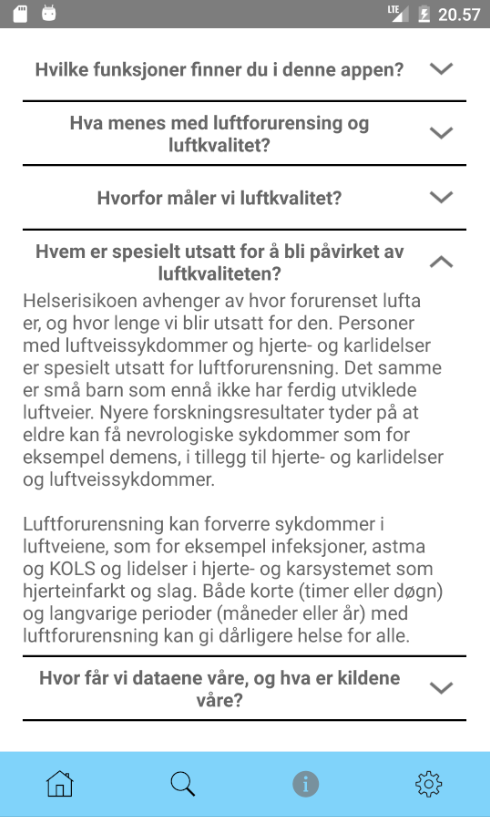 LTE 20.57
Hvilke funksjoner finner du i denne appen?
Hva menes med luftforurensing og
luftkvalitet?
Hvorfor måler vi luftkvalitet?
Hvem er spesielt utsatt for å bli påvirket av
luftkvaliteten?
Helserisikoen avhenger av hvor forurenset lufta
er, og hvor lenge vi blir utsatt for den. Personer
med luftveissykdommer og hjerte- og karlidelser
er spesielt utsatt for luftforurensning. Det samme
er små barn som ennå ikke har ferdig utviklede
luftveier. Nyere forskningsresultater tyder på at
eldre kan få nevrologiske sykdommer som for
eksempel demens, i tillegg til hjerte- og karlidelser
og luftveissykdommer.
Luftforurensning kan forverre sykdommer i
luftveiene, som for eksempel infeksjoner, astma
og KOLS og lidelser i hjerte- og karsystemet som
hjerteinfarkt og slag. Både korte (timer eller døgn)
og langvarige perioder (måneder eller år) med
luftforurensning kan gi dårligere helse for alle.
Hvor får vi dataene våre, og hva er kildene
våre?